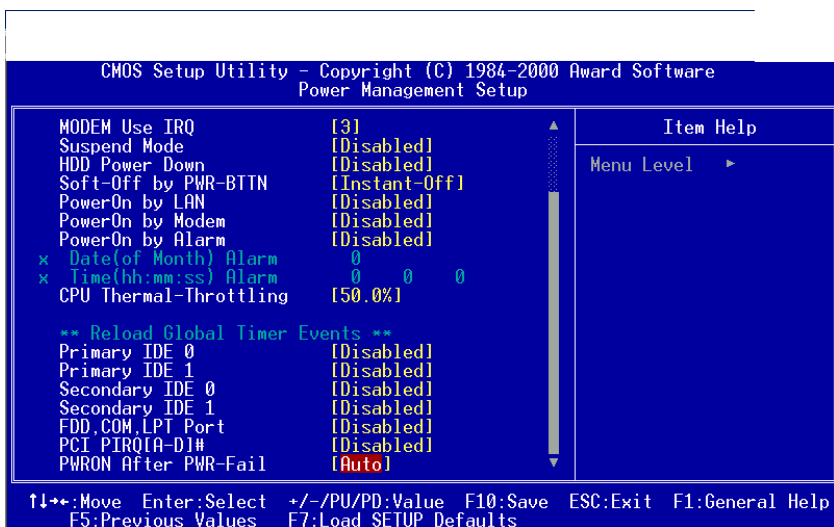 CMOS Setup Utility - Copyright (C) 1984-2000 Award Software
Power Management Setup
MODEM Use IRQ [3]
Suspend Mode [Disabled]
HDD Power Down [Disabled]
Soft-Off by PWR-BTTN [Instant-Off]
PowerOn by LAN [Disabled]
PowerOn by Modem [Disabled]
PowerOn by Alarm [Disabled]
x Date(of Month) Alarm 0
x Time(hh:mm:ss) Alarm 0 0 0
CPU Thermal-Throttling [50.0%]
** Reload Global Timer Events **
Primary IDE 0 [Disabled]
Primary IDE 1 [Disabled]
Secondary IDE 0 [Disabled]
Secondary IDE 1 [Disabled]
FDD,COM,LPT Port [Disabled]
PCI PIRQ[A-D]# [Disabled]
PWRON After PWR-Fail [Auto]
Item Help
Menu Level ►
↑↓→←:Move Enter:Select +/-/PU/PD:Value F10:Save ESC:Exit F1:General Help
F5:Previous Values F7:Load SETUP Defaults